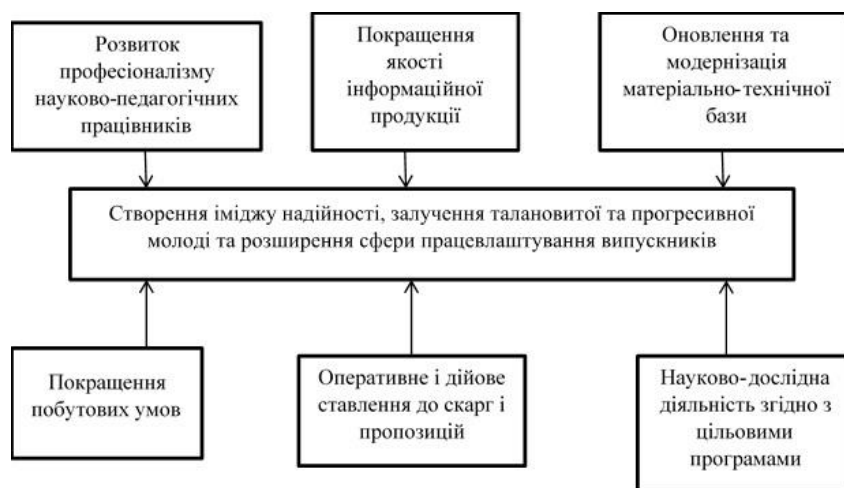 Розвиток
професіоналізму
науково-педагогічних
працівників
Покращення
якості
інформаційної
продукції
Оновлення та
модернізація
матеріально-технічної
бази
Створення іміджу надійності, залучення талановитої та прогресивної
молоді та розширення сфери працевлаштування випускників
Покращення
побутових умов
Оперативне і дійове
ставлення до скарг і
пропозицій
Науково-дослідна
діяльність згідно з
цільовими
програмами